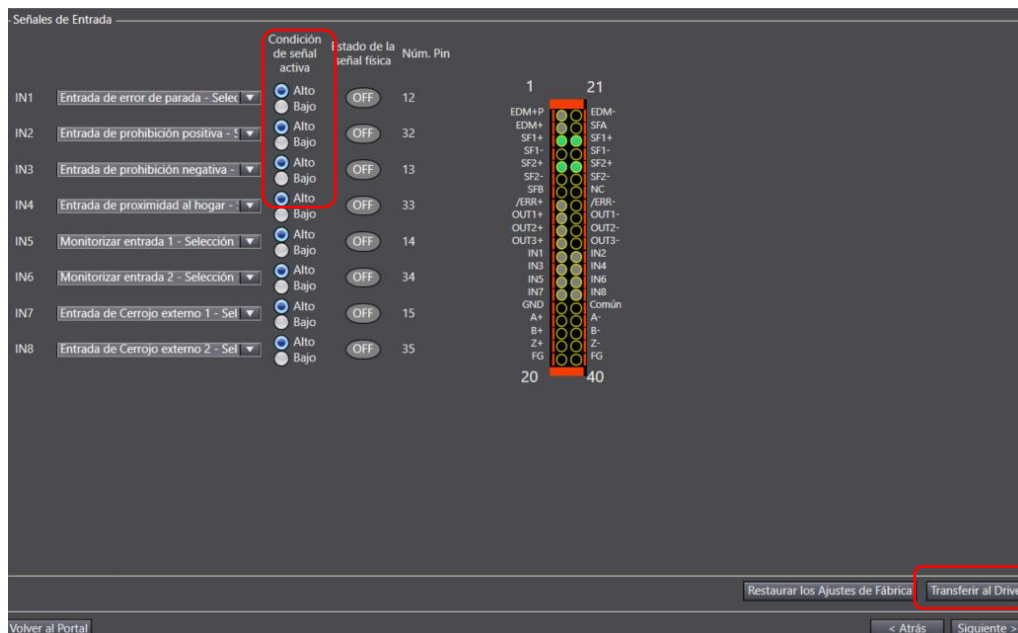 Señales de Entrada
Condición de señal activa
Estado de la señal física
Núm. Pin
IN1 Entrada de error de parada - Selec Alto Bajo OFF 12
IN2 Entrada de prohibición positiva - S Alto Bajo OFF 32
IN3 Entrada de prohibición negativa - Alto Bajo OFF 13
IN4 Entrada de proximidad al hogar - Alto Bajo OFF 33
IN5 Monitorizar entrada 1 - Selección Alto Bajo OFF 14
IN6 Monitorizar entrada 2 - Selección Alto Bajo OFF 34
IN7 Entrada de Cerrojo externo 1 - Sel Alto Bajo OFF 15
IN8 Entrada de Cerrojo externo 2 - Sel Alto Bajo OFF 35
1 21
EDM+P EDM-
EDM+ SFA
SF1+ SF1+
SF1- SF1-
SF2+ SF2+
SF2- SF2-
SFB NC
/ERR+ /ERR-
OUT1+ OUT1-
OUT2+ OUT2-
OUT3+ OUT3-
IN1 IN2
IN3 IN4
IN5 IN6
IN7 IN8
GND Común
A+ A-
B+ B-
Z+ Z-
FG FG
20 40
Restaurar los Ajustes de Fábrica Transferir al Drive
Volver al Portal < Atrás Siguiente >